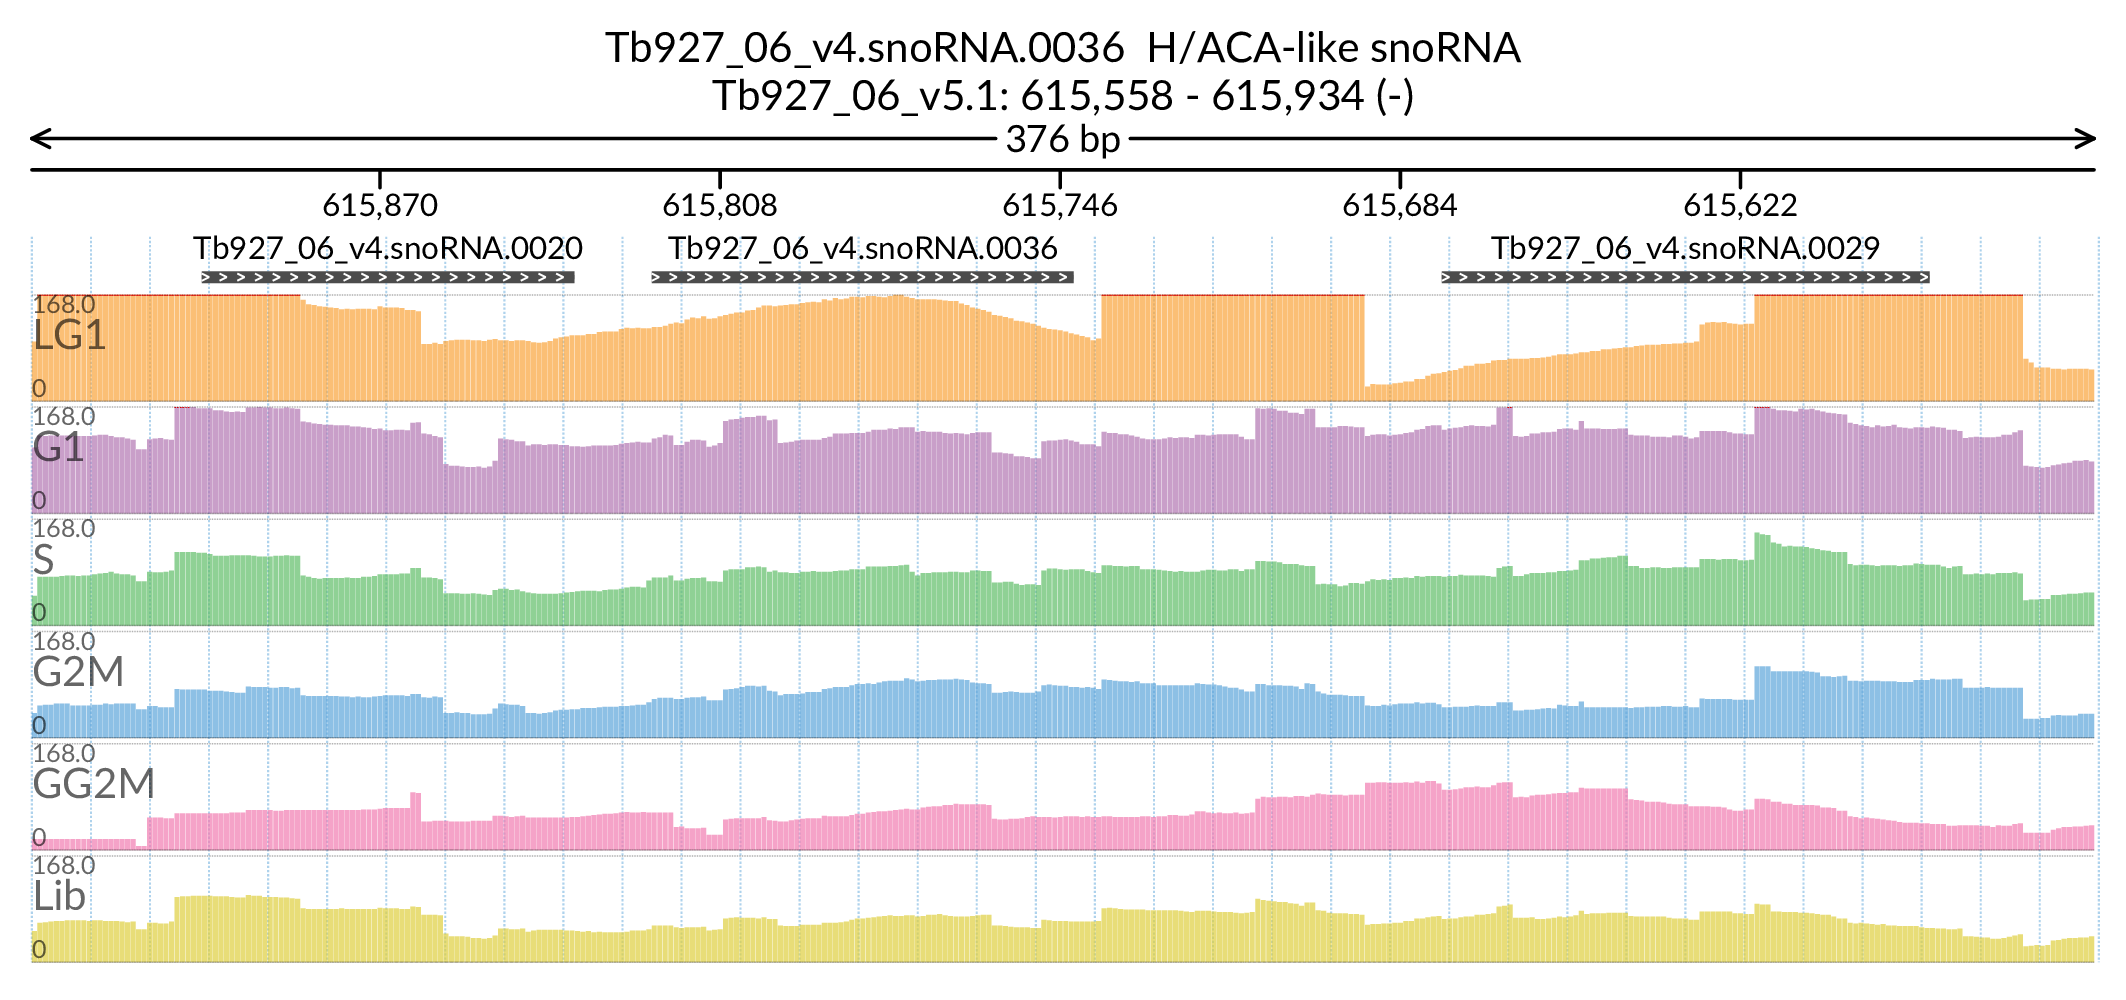 Tb927_06_v4.snoRNA.0036  H/ACA-like snoRNA
Tb927_06_v5.1: 615,558 - 615,934 (-)
376 bp
615,870 615,808 615,746 615,684 615,622
Tb927_06_v4.snoRNA.0020 Tb927_06_v4.snoRNA.0036 Tb927_06_v4.snoRNA.0029
168.0
LG1
0
168.0
G1
0
168.0
S
0
168.0
G2M
0
168.0
GG2M
0
168.0
Lib
0